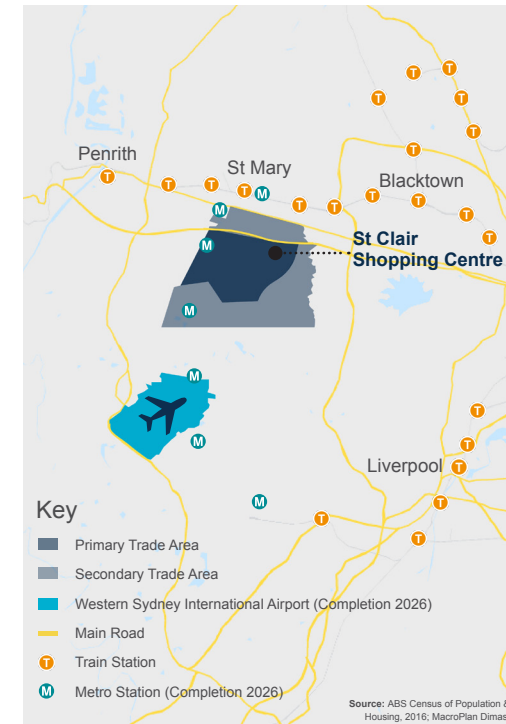 T
T
T
T
T
T
Penrith
St Mary
T
T
T
T
M
Blacktown
T
T
T
T
M
T
T
M
St Clair
Shopping Centre
M
M
T
M
T
Liverpool
T
M
T
T
T
Key
Primary Trade Area
Secondary Trade Area
Western Sydney International Airport (Completion 2026)
Main Road
T Train Station
M Metro Station (Completion 2026)
Source: ABS Census of Population &
Housing, 2016; MacroPlan Dimas